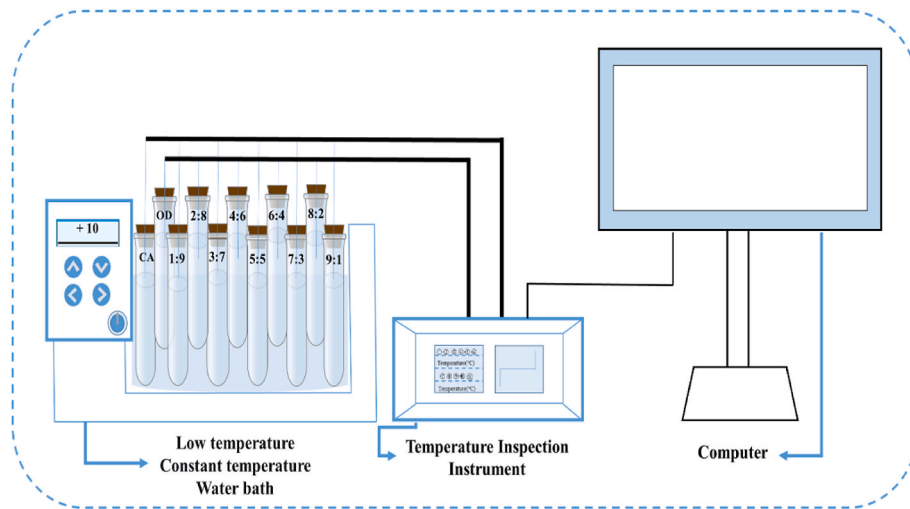 + 10
OD
2:8
4:6
6:4
8:2
CA
1:9
3:7
5:5
7:3
9:1
Temperature(°C)
Temperature(°C)
Low temperature
Constant temperature
Water bath
Temperature Inspection
Instrument
Computer